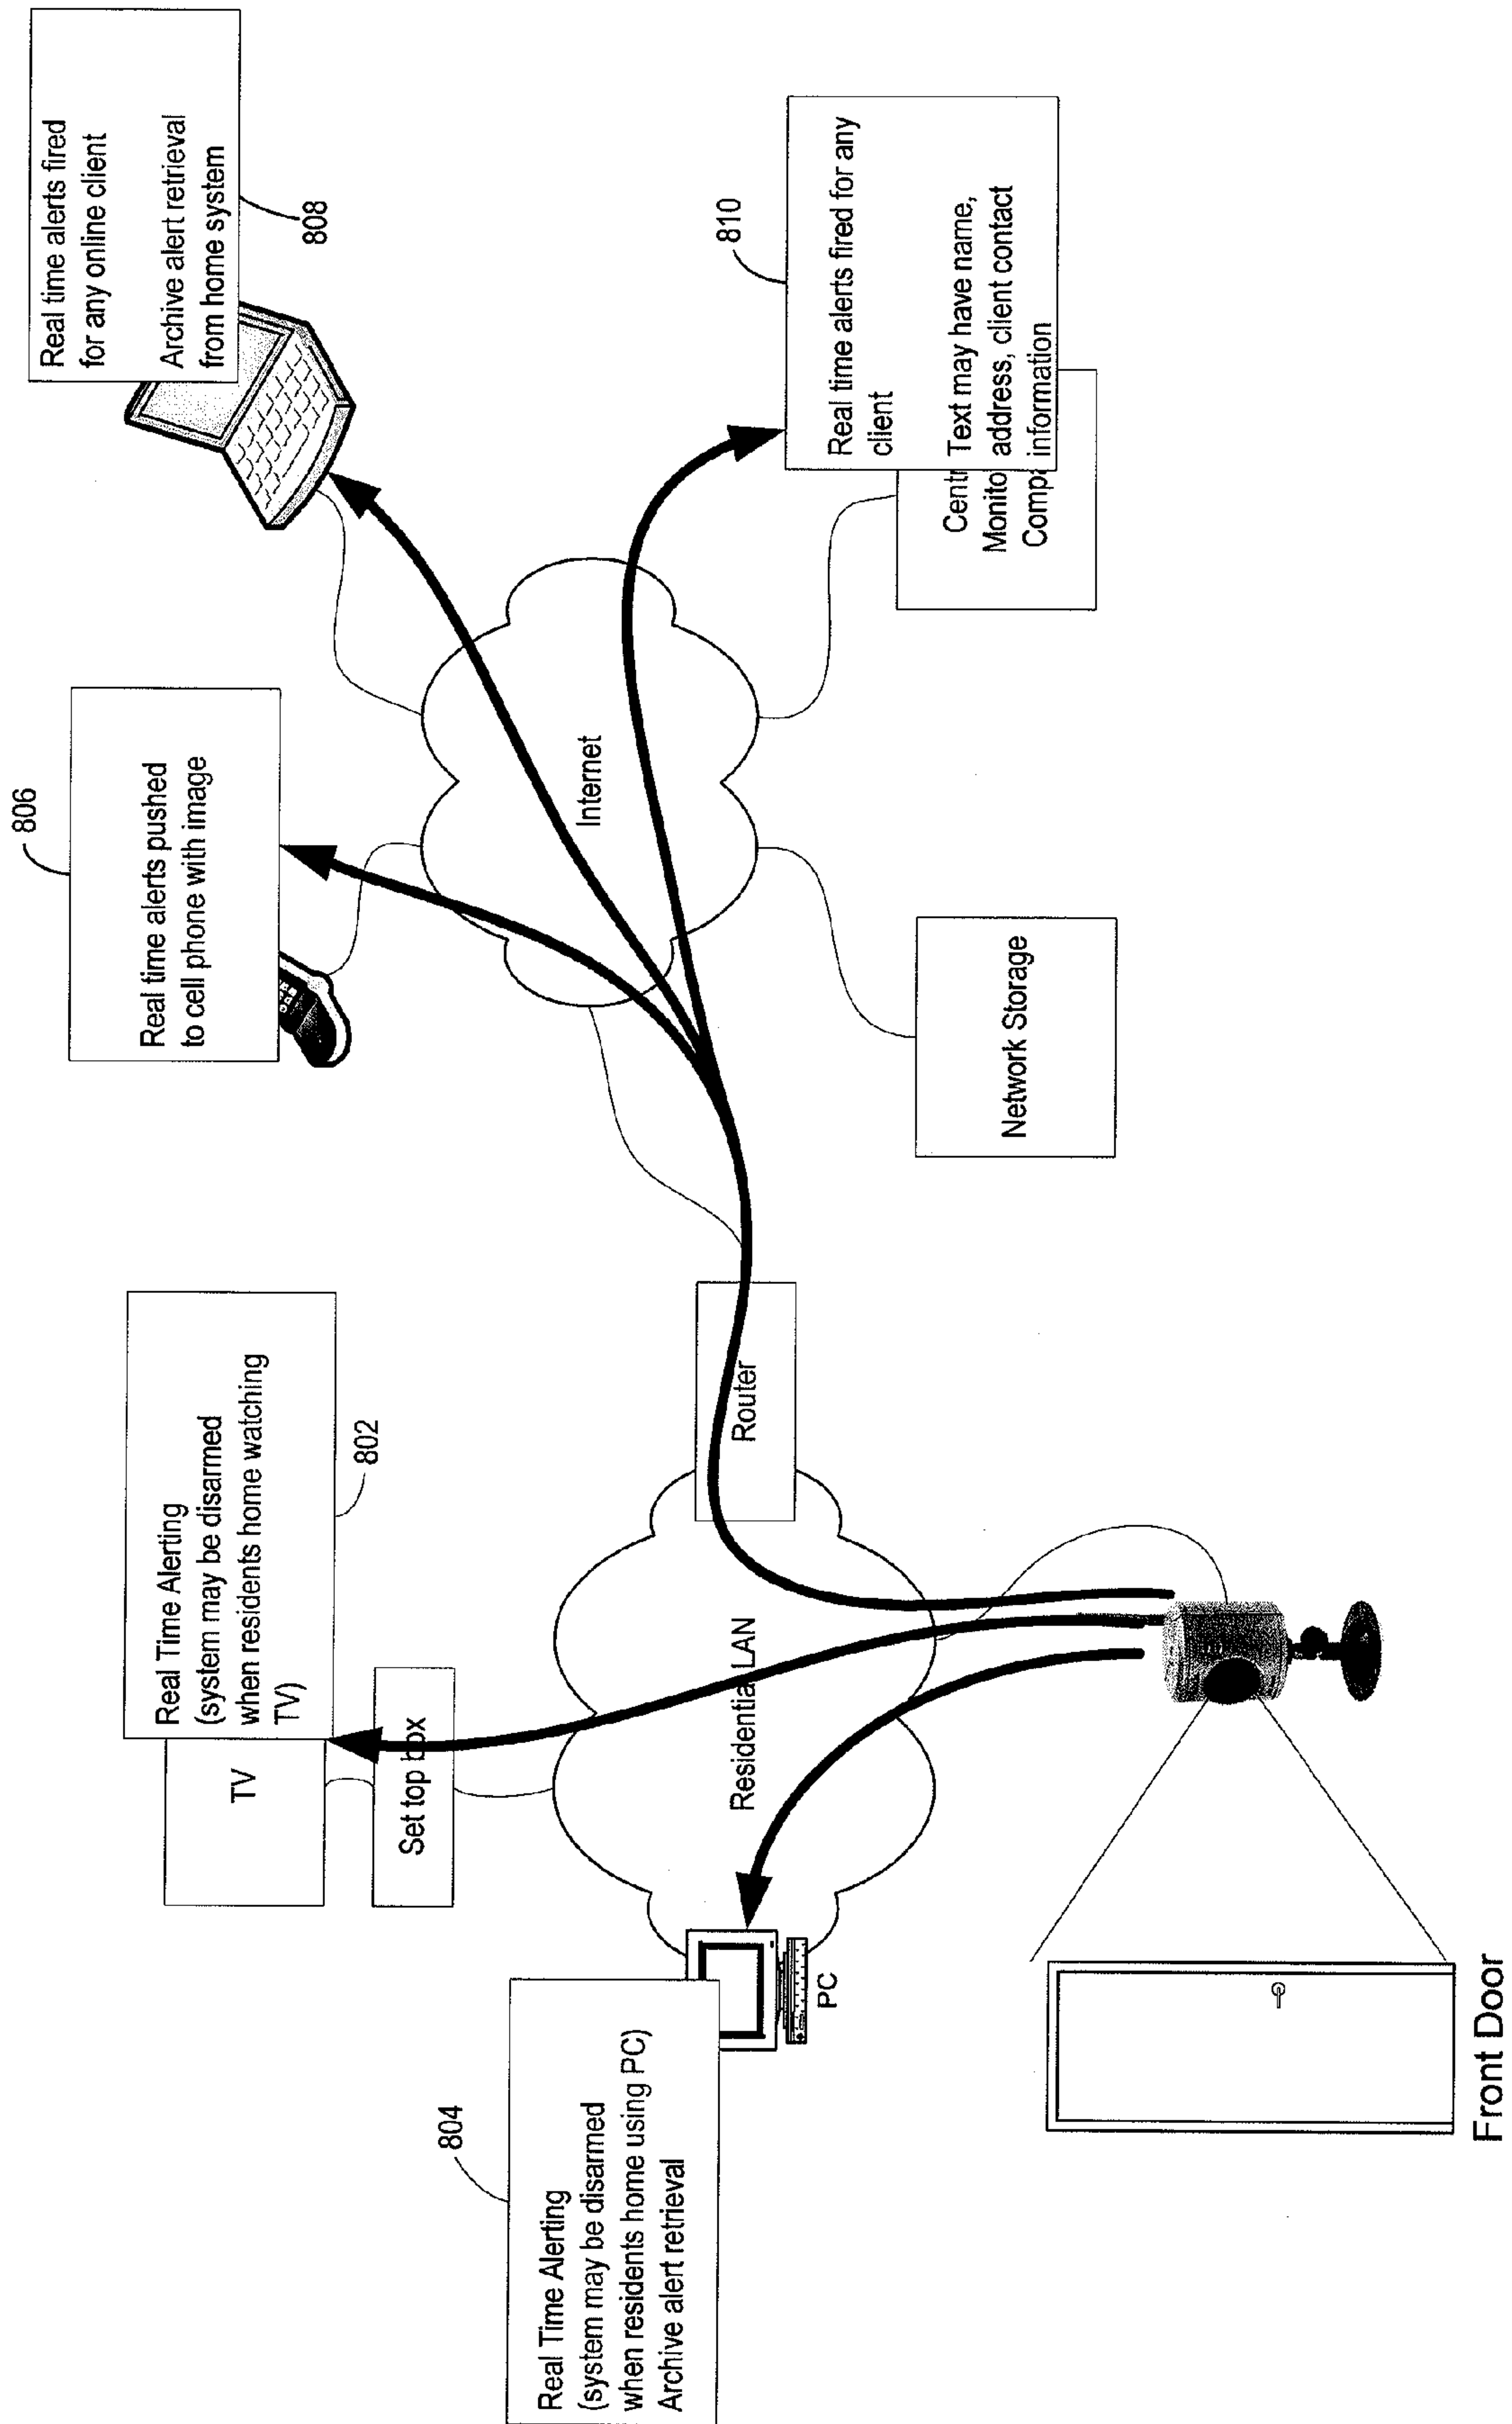 Real Time Alerting
(system may be disarmed
when residents home using PC)
Archive alert retrieval
804
PC
Front Door
Real Time Alerting
(system may be disarmed
when residents home watching
TV)
802
TV
Set top box
Residential LAN
Router
806
Real time alerts pushed
to cell phone with image
Internet
Network Storage
Real time alerts fired
for any online client
Archive alert retrieval
from home system
808
810
Real time alerts fired for any
client
Text may have name,
address, client contact
information
Centr
Monito
Compa